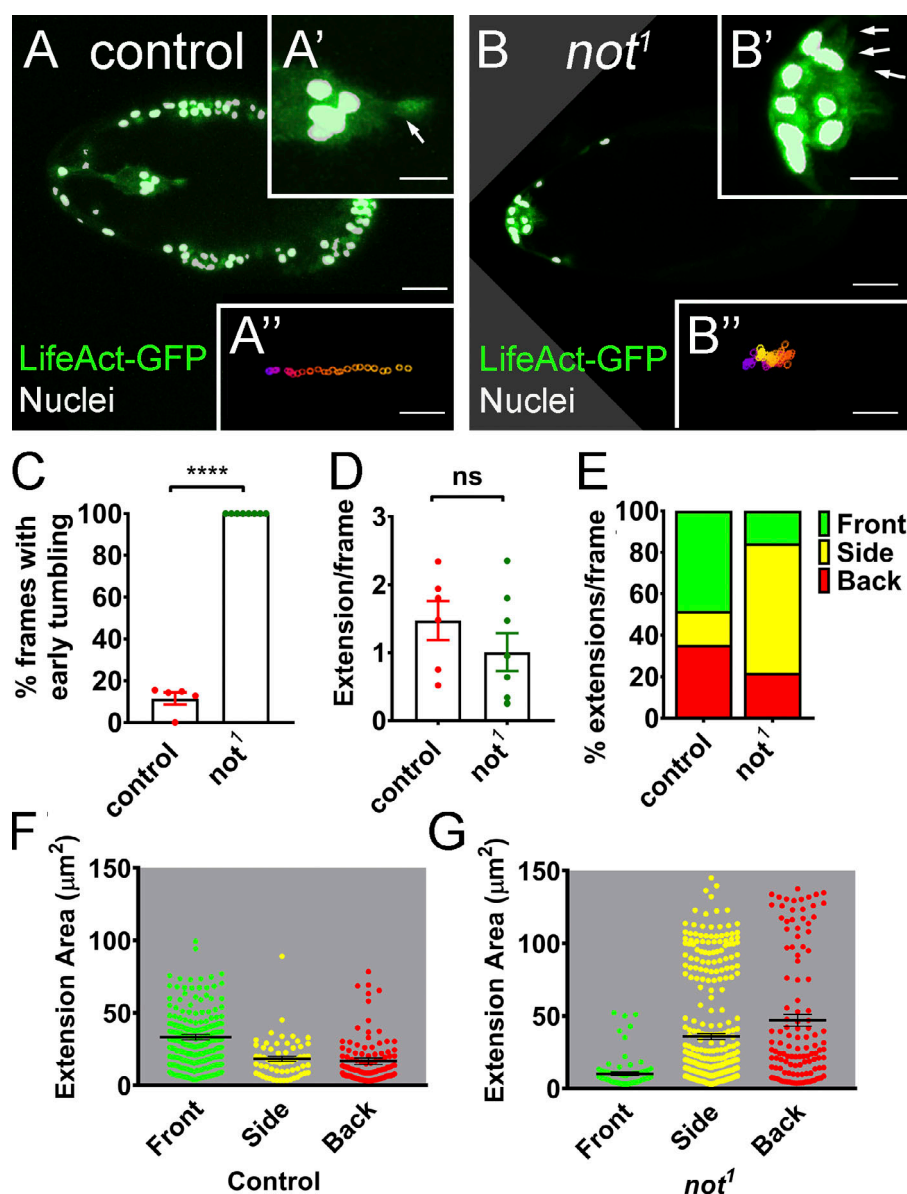 A control
A'
B not¹
B'
LifeAct-GFP
Nuclei
A''
LifeAct-GFP
Nuclei
B''
C
% frames with
early tumbling
100
80
60
40
20
0
****
control
not¹
D
Extension/frame
3
2
1
0
ns
control
not¹
E
% extensions/frame
100
80
60
40
20
0
control
not¹
Front
Side
Back
F
Extension Area (μm²)
150
100
50
0
Front
Side
Back
Control
G
Extension Area (μm²)
150
100
50
0
Front
Side
Back
not¹